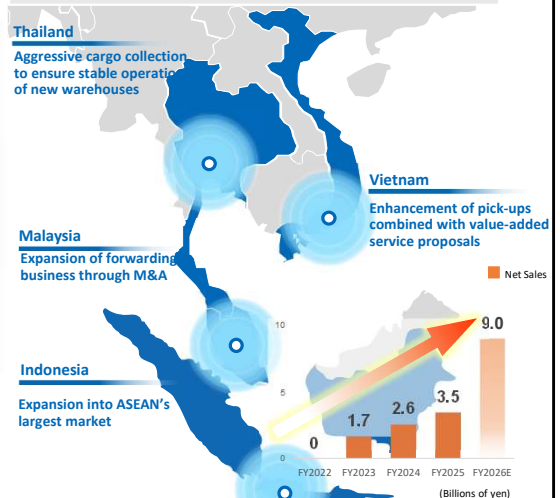 Thailand
Aggressive cargo collection
to ensure stable operation
of new warehouses
Vietnam
Enhancement of pick-ups
combined with value-added
service proposals
Malaysia
Expansion of forwarding
business through M&A
Indonesia
Expansion into ASEAN's
largest market
Net Sales
10
5
0
0
1.7
2.6
3.5
9.0
FY2022 FY2023 FY2024 FY2025 FY2026E
(Billions of yen)